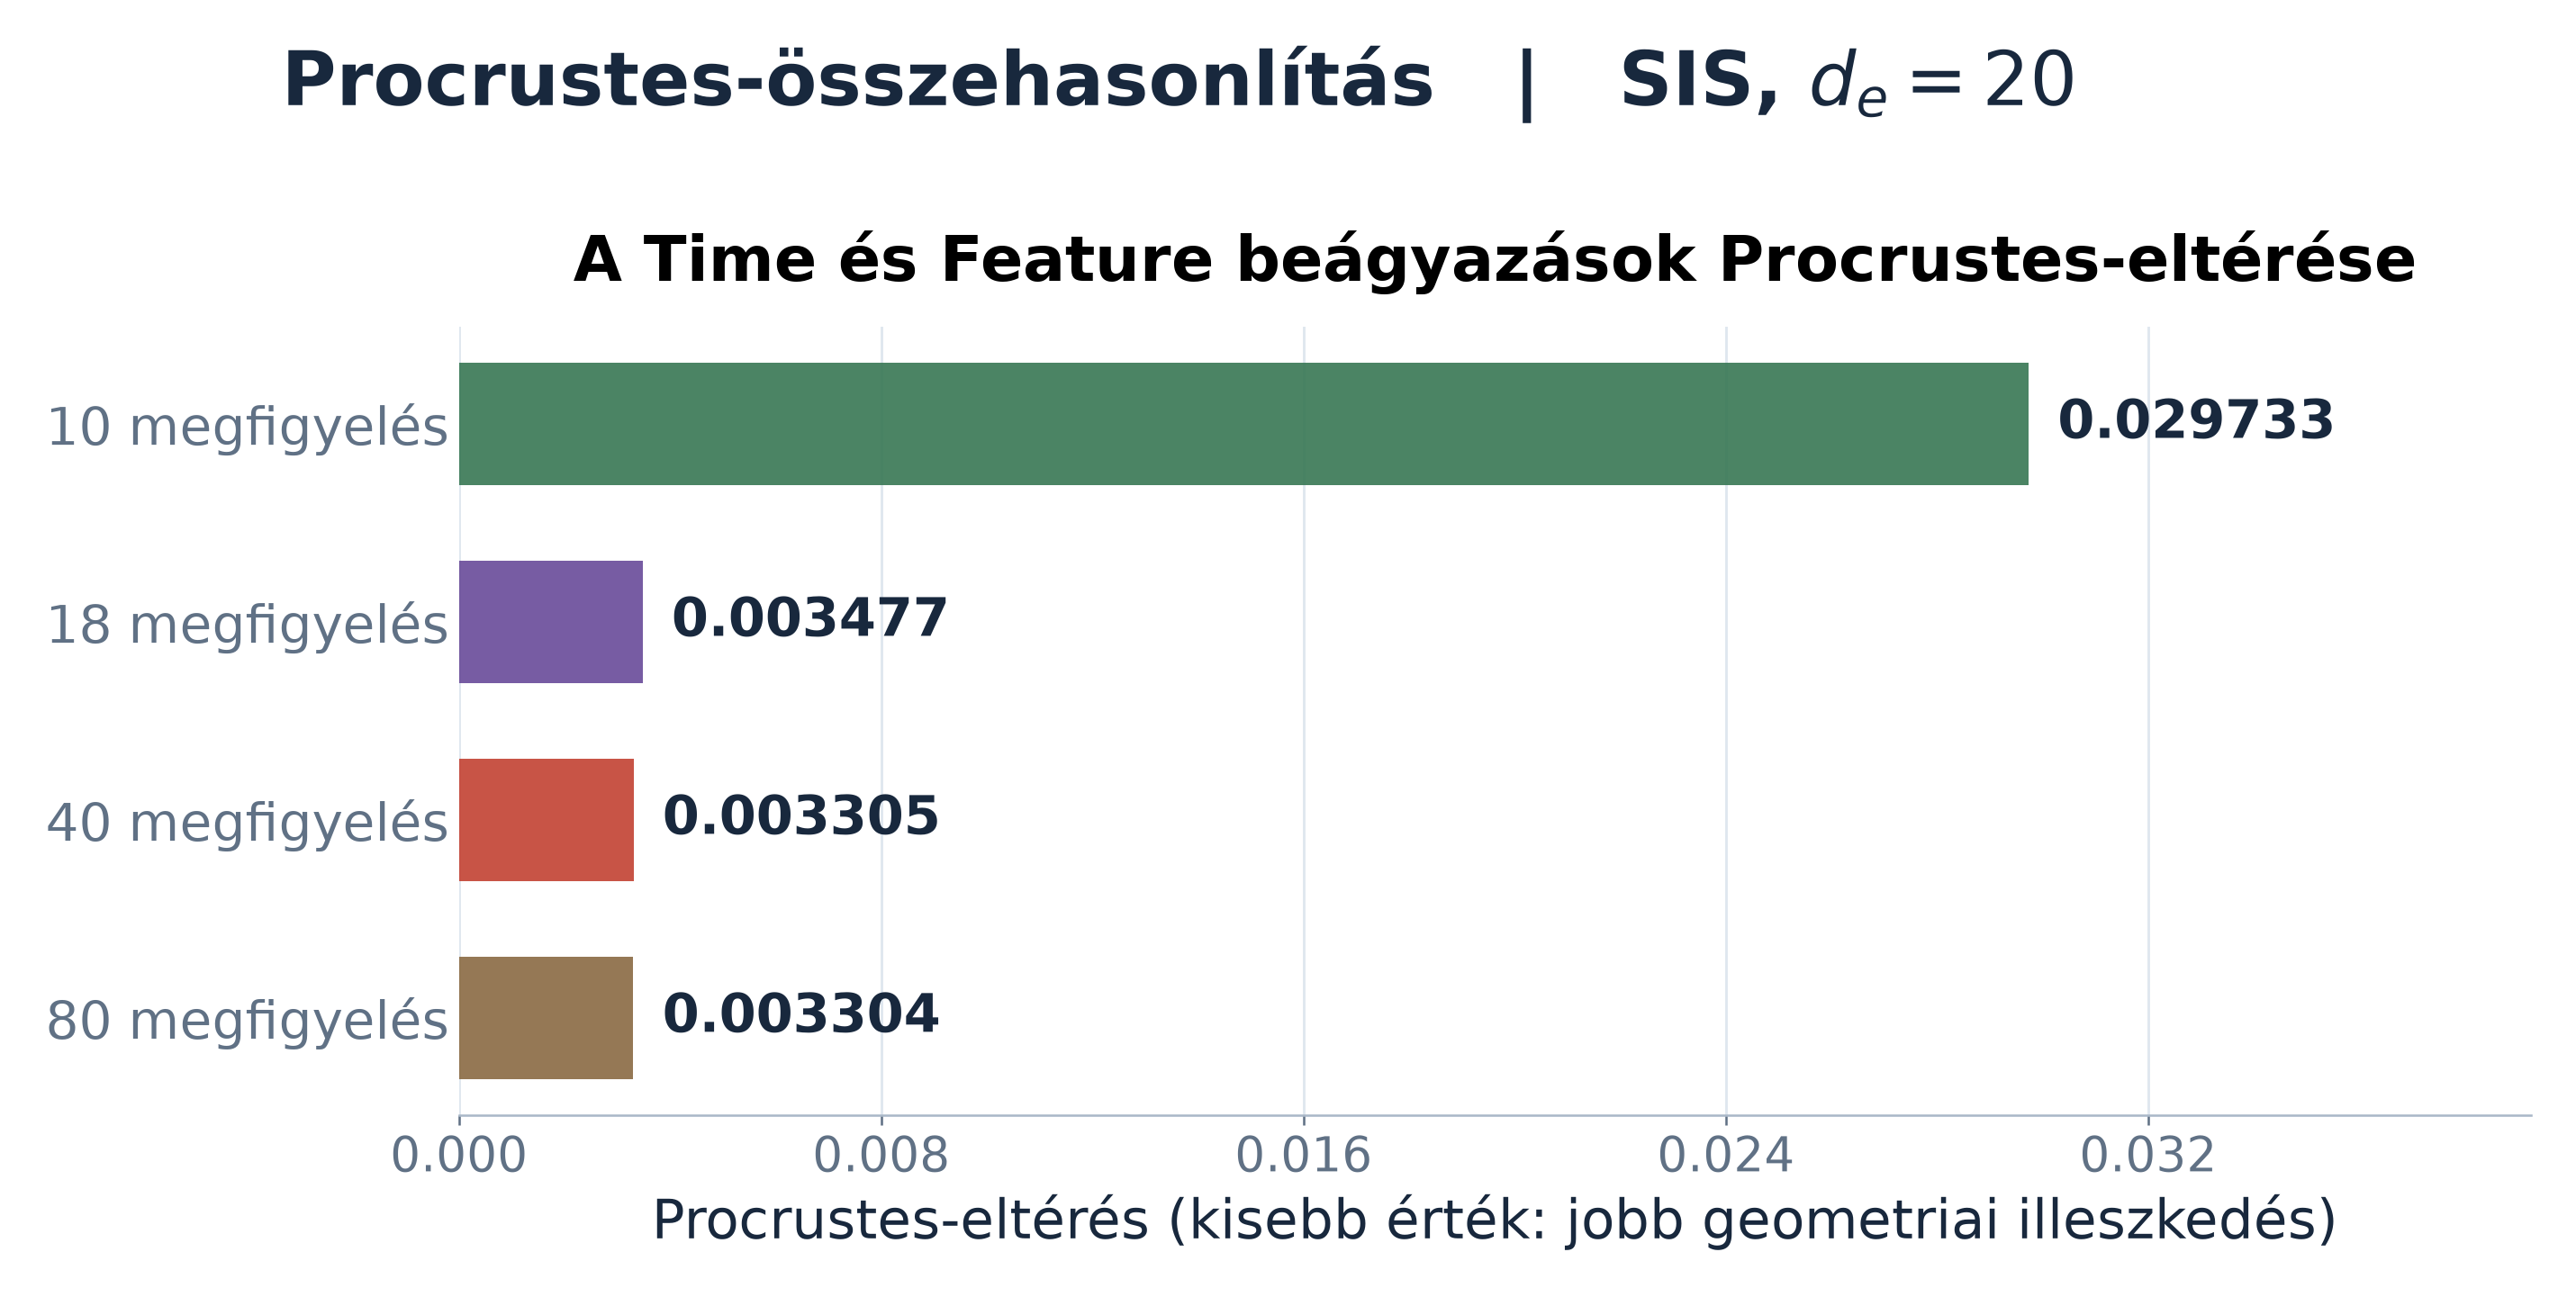 Procrustes-összehasonlítás | SIS, d_e = 20
A Time és Feature beágyazások Procrustes-eltérése
10 megfigyelés 0.029733
18 megfigyelés 0.003477
40 megfigyelés 0.003305
80 megfigyelés 0.003304
0.000 0.008 0.016 0.024 0.032
Procrustes-eltérés (kisebb érték: jobb geometriai illeszkedés)